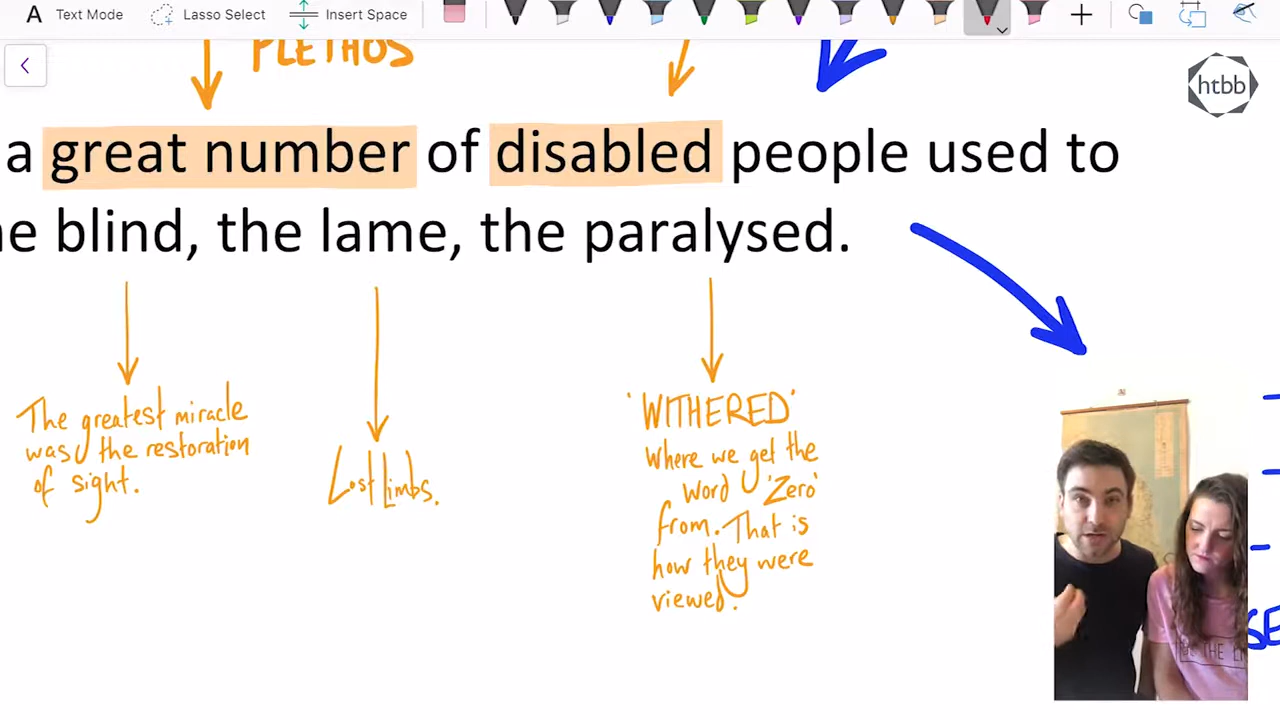 Text Mode
Lasso Select
Insert Space
PLETHOS
htbb
a great number of disabled people used to
blind, the lame, the paralysed.
The greatest miracle
was the restoration
of sight.
Lost limbs.
'WITHERED'
Where we get the
word 'Zero'
from. That is
how they were
viewed.
THE